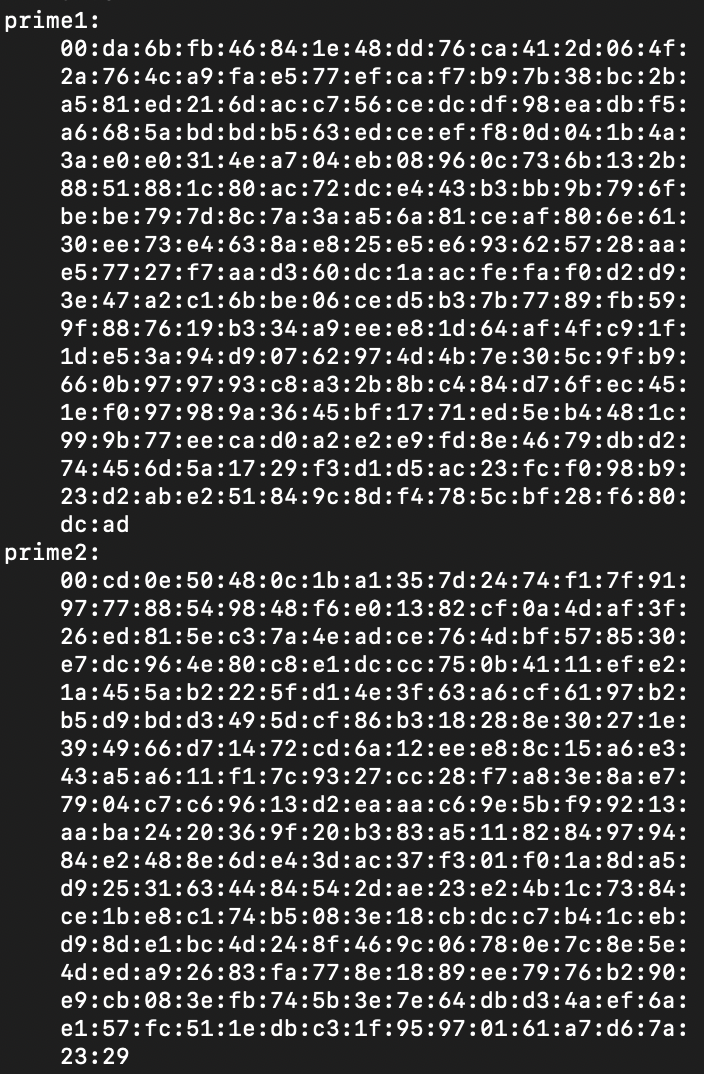 prime1:
00:da:6b:fb:46:84:1e:48:dd:76:ca:41:2d:06:4f:
2a:76:4c:a9:fa:e5:77:ef:ca:f7:b9:7b:38:bc:2b:
a5:81:ed:21:6d:ac:c7:56:ce:dc:df:98:ea:db:f5:
a6:68:5a:bd:bd:b5:63:ed:ce:ef:f8:0d:04:1b:4a:
3a:e0:e0:31:4e:a7:04:eb:08:96:0c:73:6b:13:2b:
88:51:88:1c:80:ac:72:dc:e4:43:b3:bb:9b:79:6f:
be:be:79:7d:8c:7a:3a:a5:6a:81:ce:af:80:6e:61:
30:ee:73:e4:63:8a:e8:25:e5:e6:93:62:57:28:aa:
e5:77:27:f7:aa:d3:60:dc:1a:ac:fe:fa:f0:d2:d9:
3e:47:a2:c1:6b:be:06:ce:d5:b3:7b:77:89:fb:59:
9f:88:76:19:b3:34:a9:ee:e8:1d:64:af:4f:c9:1f:
1d:e5:3a:94:d9:07:62:97:4d:4b:7e:30:5c:9f:b9:
66:0b:97:97:93:c8:a3:2b:8b:c4:84:d7:6f:ec:45:
1e:f0:97:98:9a:36:45:bf:17:71:ed:5e:b4:48:1c:
99:9b:77:ee:ca:d0:a2:e2:e9:fd:8e:46:79:db:d2:
74:45:6d:5a:17:29:f3:d1:d5:ac:23:fc:f0:98:b9:
23:d2:ab:e2:51:84:9c:8d:f4:78:5c:bf:28:f6:80:
dc:ad
prime2:
00:cd:0e:50:48:0c:1b:a1:35:7d:24:74:f1:7f:91:
97:77:88:54:98:48:f6:e0:13:82:cf:0a:4d:af:3f:
26:ed:81:5e:c3:7a:4e:ad:ce:76:4d:bf:57:85:30:
e7:dc:96:4e:80:c8:e1:dc:cc:75:0b:41:11:ef:e2:
1a:45:5a:b2:22:5f:d1:4e:3f:63:a6:cf:61:97:b2:
b5:d9:bd:d3:49:5d:cf:86:b3:18:28:8e:30:27:1e:
39:49:66:d7:14:72:cd:6a:12:ee:e8:8c:15:a6:e3:
43:a5:a6:11:f1:7c:93:27:cc:28:f7:a8:3e:8a:e7:
79:04:c7:c6:96:13:d2:ea:aa:c6:9e:5b:f9:92:13:
aa:ba:24:20:36:9f:20:b3:83:a5:11:82:84:97:94:
84:e2:48:8e:6d:e4:3d:ac:37:f3:01:f0:1a:8d:a5:
d9:25:31:63:44:84:54:2d:ae:23:e2:4b:1c:73:84:
ce:1b:e8:c1:74:b5:08:3e:18:cb:dc:c7:b4:1c:eb:
d9:8d:e1:bc:4d:24:8f:46:9c:06:78:0e:7c:8e:5e:
4d:ed:a9:26:83:fa:77:8e:18:89:ee:79:76:b2:90:
e9:cb:08:3e:fb:74:5b:3e:7e:64:db:d3:4a:ef:6a:
e1:57:fc:51:1e:db:c3:1f:95:97:01:61:a7:d6:7a:
23:29